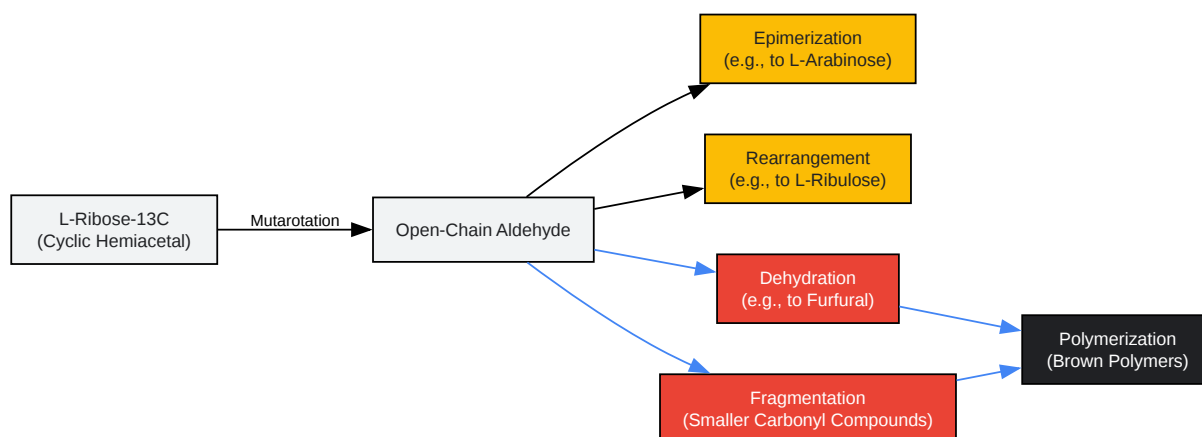 Epimerization
(e.g., to L-Arabinose)
Rearrangement
(e.g., to L-Ribulose)
L-Ribose-13C
(Cyclic Hemiacetal)
Mutarotation
Open-Chain Aldehyde
Dehydration
(e.g., to Furfural)
Polymerization
(Brown Polymers)
Fragmentation
(Smaller Carbonyl Compounds)